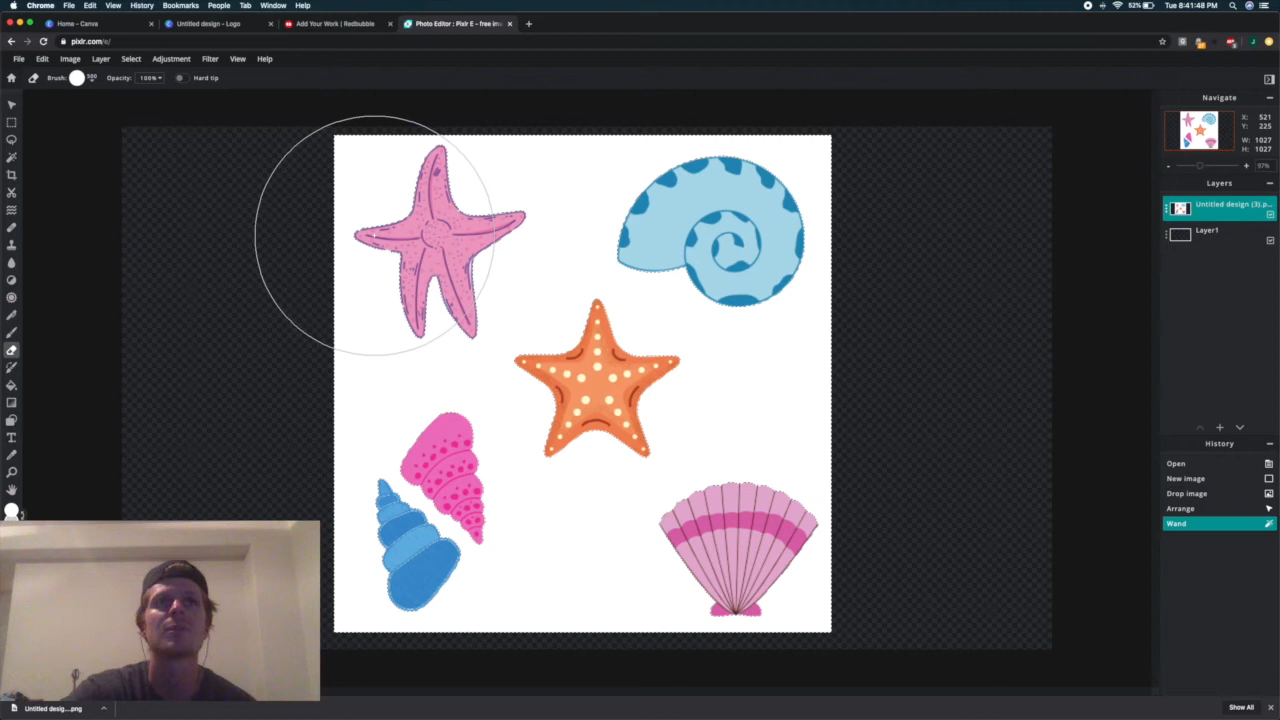 Chrome File Edit View History Bookmarks People Tab Window Help 52% Tue 8:41:48 PM
Home - Canva Untitled design - Logo Add Your Work | Redbubble Photo Editor : Pixlr E - free im
pixlr.com/e/
File Edit Image Layer Select Adjustment Filter View Help
Brush: 500 Opacity: 100% Hard tip
Navigate
X: 521
Y: 225
W: 1027
H: 1027
97%
Layers
Untitled design (3).p...
Layer1
History
Open
New image
Drop image
Arrange
Wand
Untitled desig....png Show All